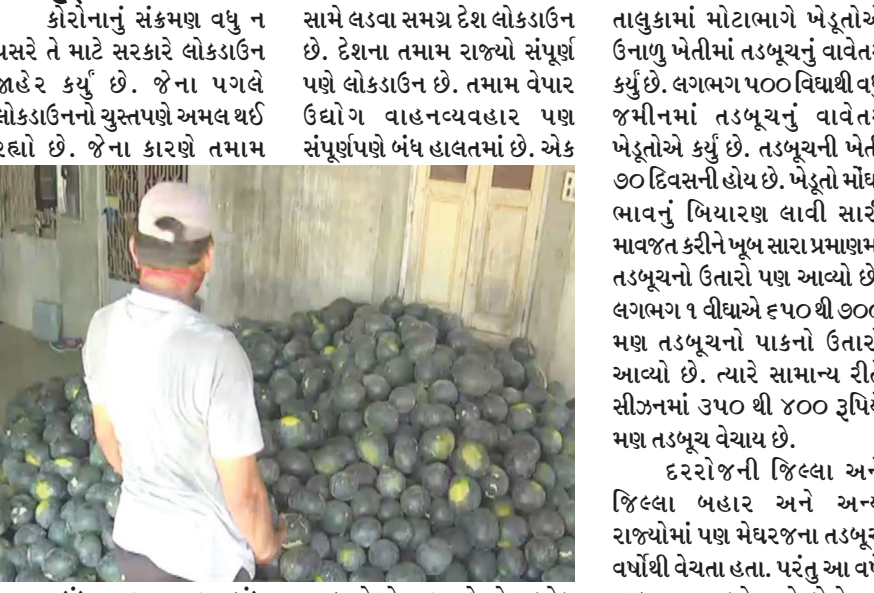 કોરોનાનું સંક્રમણ વધુ ન
તે માટે સરકારે લોકડાઉન
જાહેર કર્યું છે. જેના પગલે
લોકડાઉનનો ચુસ્તપણે અમલ થઈ
રહ્યો છે. જેના કારણે તમામ
સામે લડવા સમગ્ર દેશ લોકડાઉન
છે. દેશના તમામ રાજ્યો સંપૂર્ણ
પણે લોકડાઉન છે. તમામ વેપાર
ઉદ્યોગ વાહનવ્યવહાર પણ
સંપૂર્ણપણે બંધ હાલતમાં છે. એક
તાલુકામાં મોટાભાગે ખેડૂતોએ
ઉનાળુ ખેતીમાં તડબૂચનું વાવેતર
કર્યું છે. લગભગ ૫૦૦ વિઘાથી વધુ
જમીનમાં તડબૂચનું વાવેતર
ખેડૂતોએ કર્યું છે. તડબૂચની ખેતી
૭૦ દિવસની હોય છે. ખેડૂતો મોંઘા
ભાવનું બિયારણ લાવી સારી
માવજત કરીને ખૂબ સારા પ્રમાણમાં
તડબૂચનો ઉતારો પણ આવ્યો છે
લગભગ ૧ વીઘાએ ૬૫૦ થી ૭૦૦
મણ તડબૂચનો પાકનો ઉતારો
આવ્યો છે. ત્યારે સામાન્ય રીતે
સીઝનમાં ૩૫૦ થી ૪૦૦ રૂપિયે
મણ તડબૂચ વેચાય છે.
દરરોજની જિલ્લા અને
જિલ્લા બહાર અને અન્ય
રાજ્યોમાં પણ મેઘરજના તડબૂચ
વર્ષોથી વેચતા હતા. પરંતુ આ વર્ષે